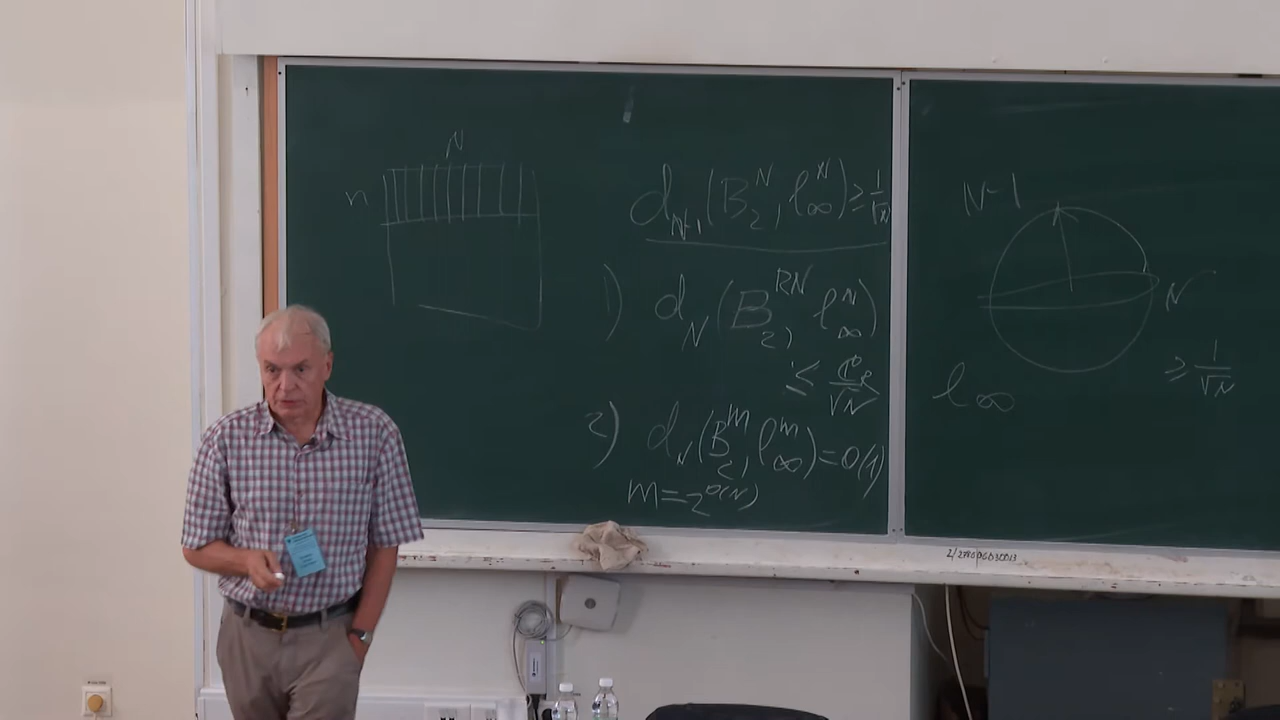 N
n
d_{N-1}(B_2^N, l_∞^N) ≥ 1/√N
1) d_N(B_2^{RN}, l_∞^N)
2) d_N(B_2^m, l_∞^m) = o(1)
m = 2^{o(N)}
N-1
N
l_∞
≥ 1/√N